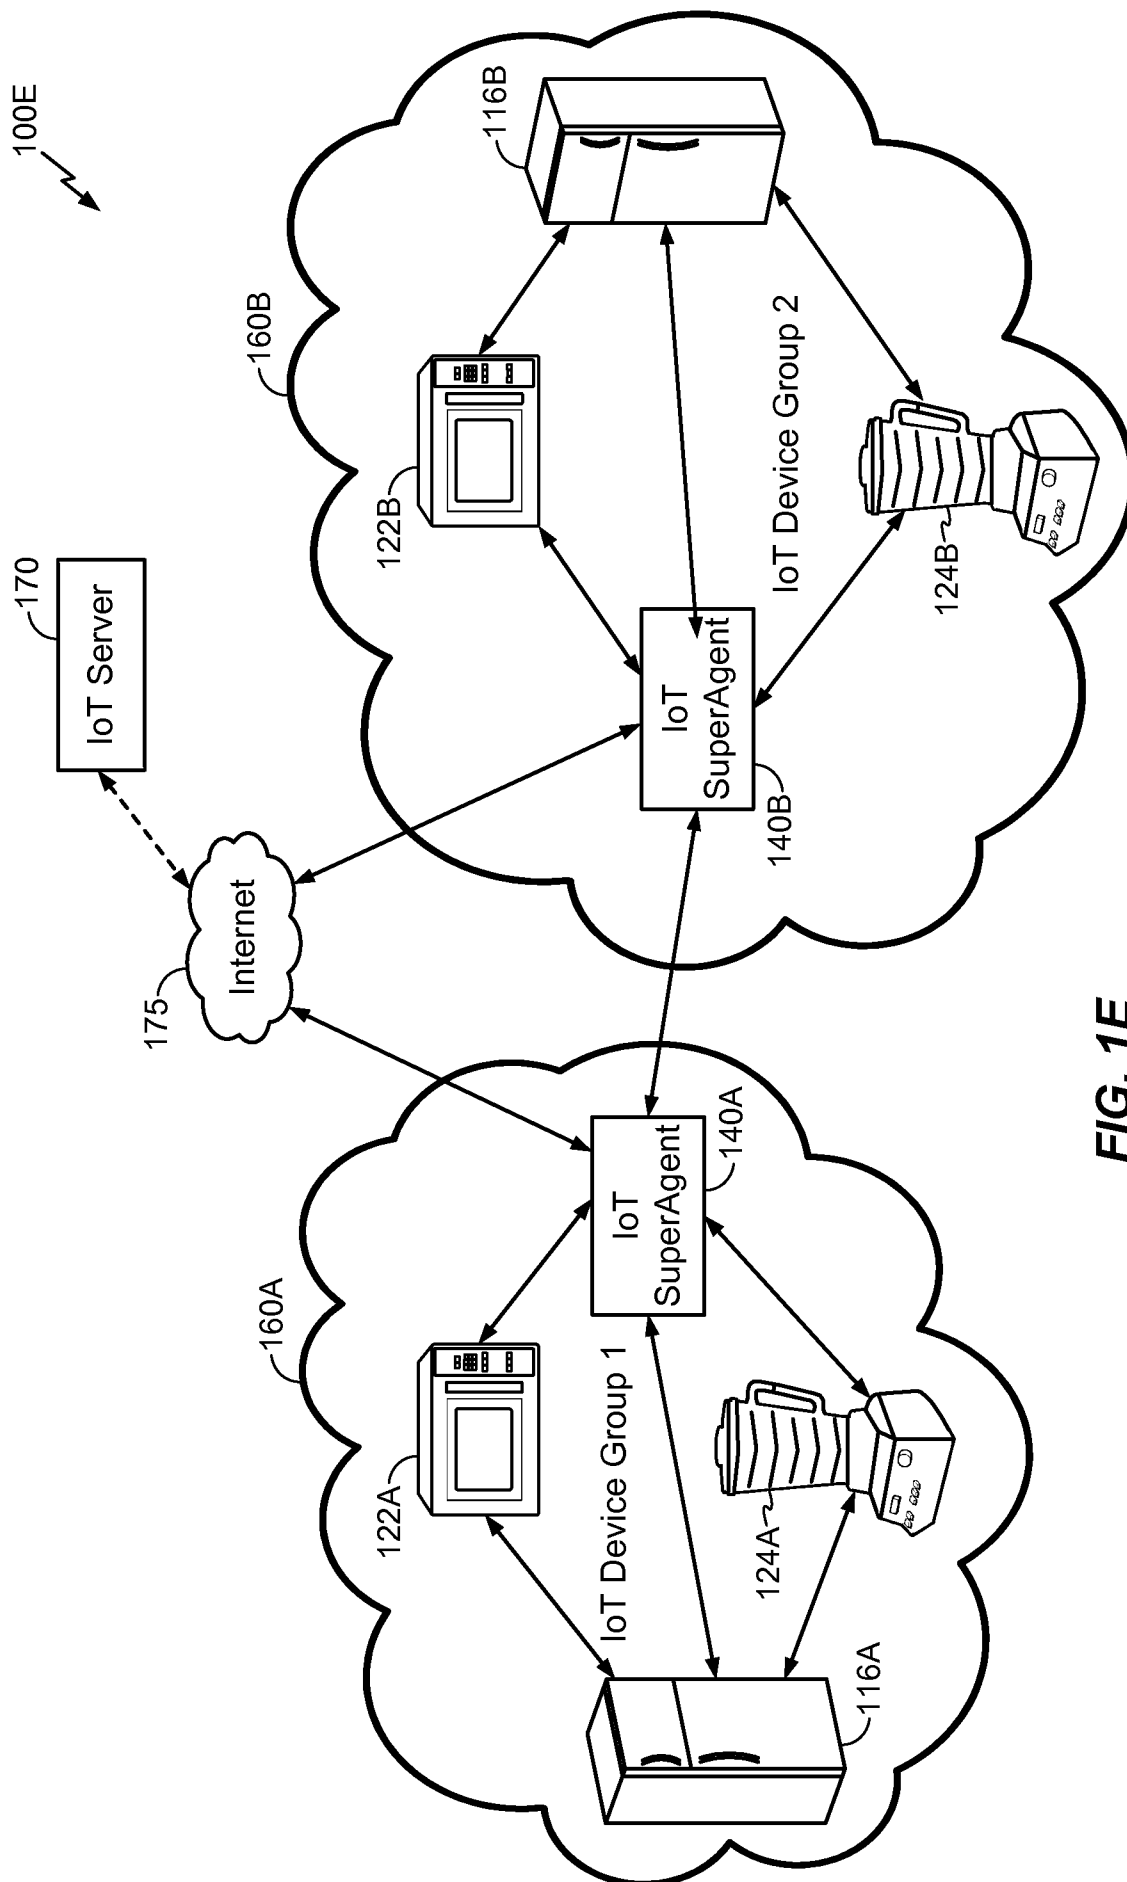 100E
170
IoT Server
175
Internet
160A
160B
122A
122B
116B
IoT
SuperAgent
140A
IoT
SuperAgent
140B
IoT Device Group 1
IoT Device Group 2
124A
124B
116A
FIG. 1E